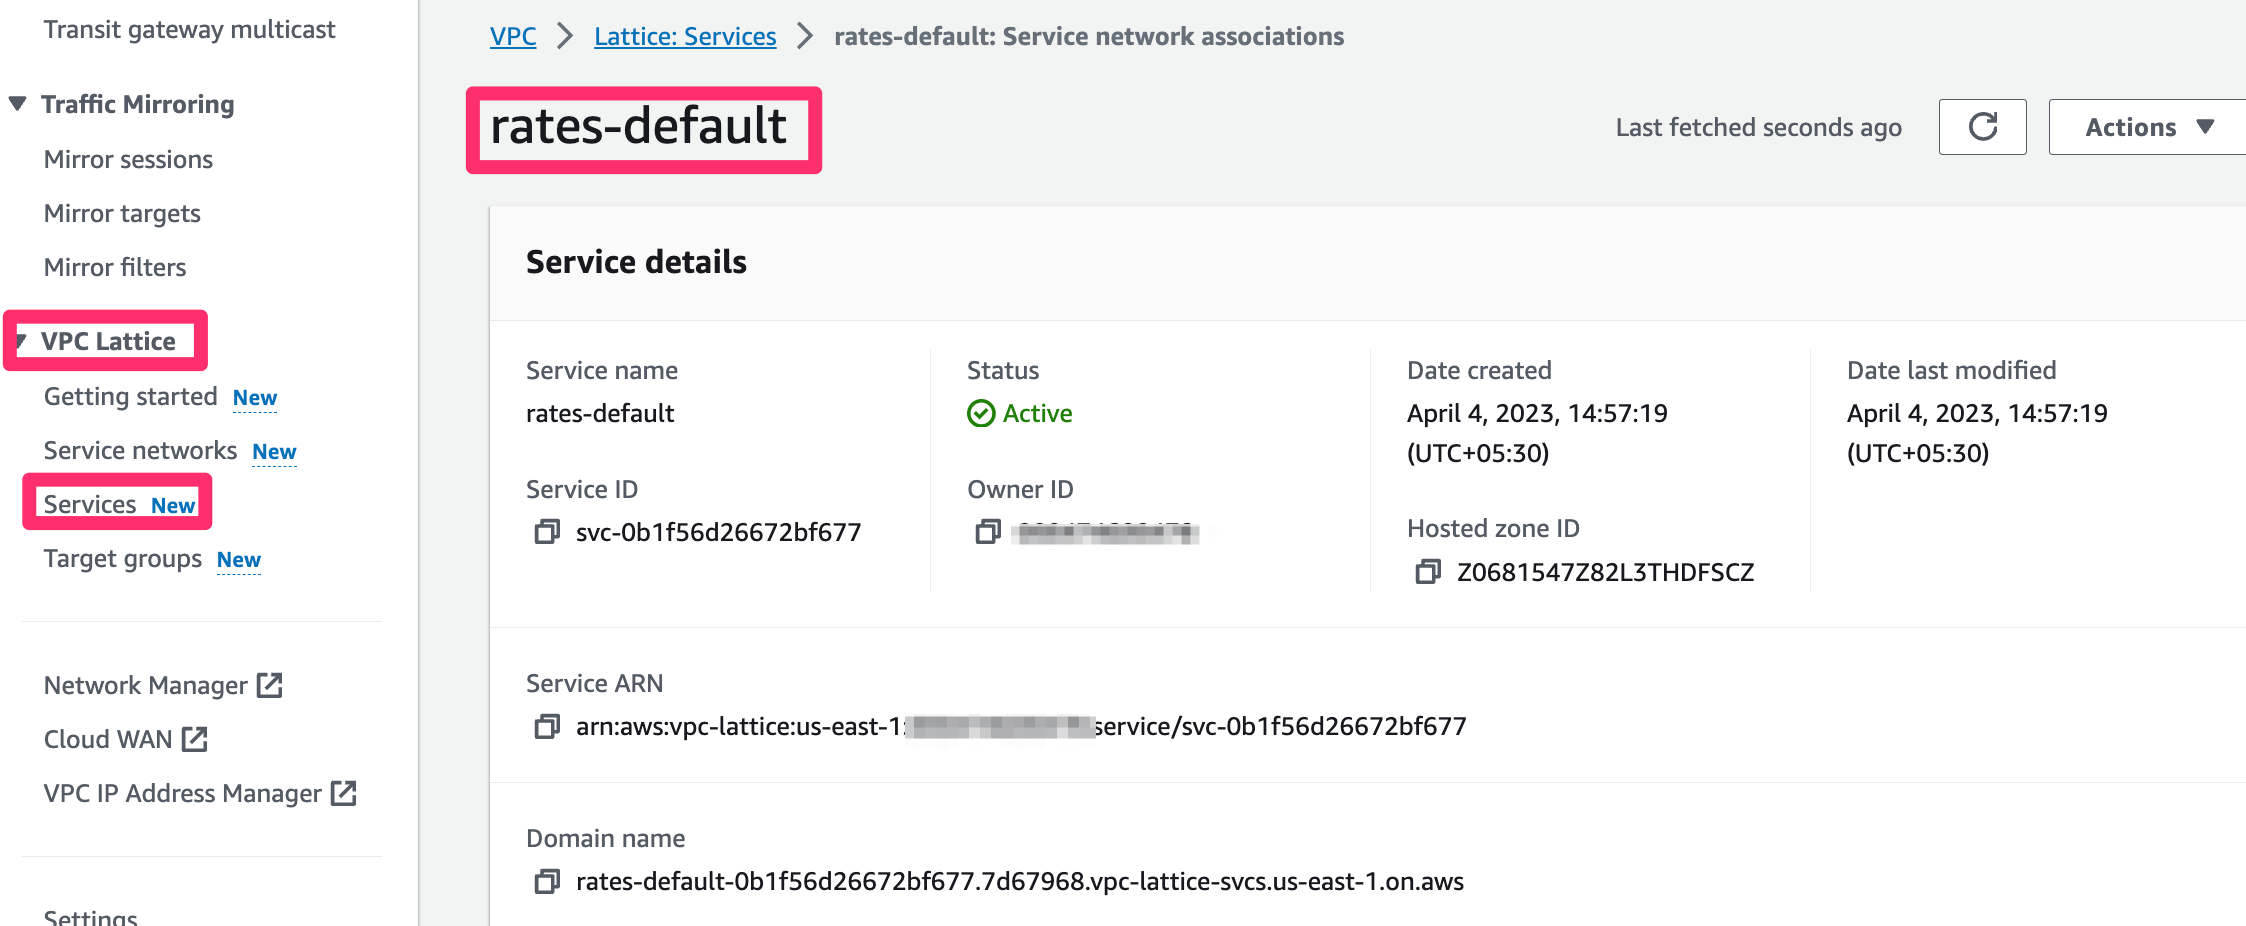 Transit gateway multicast
Traffic Mirroring
Mirror sessions
Mirror targets
Mirror filters
VPC Lattice
Getting started New
Service networks New
Services New
Target groups New
Network Manager
Cloud WAN
VPC IP Address Manager
Settings
VPC > Lattice: Services > rates-default: Service network associations
rates-default
Last fetched seconds ago
Actions
Service details
Service name
rates-default
Service ID
svc-0b1f56d26672bf677
Status
Active
Owner ID
Date created
April 4, 2023, 14:57:19
(UTC+05:30)
Hosted zone ID
Z0681547Z82L3THDFSCZ
Date last modified
April 4, 2023, 14:57:19
(UTC+05:30)
Service ARN
arn:aws:vpc-lattice:us-east-1: service/svc-0b1f56d26672bf677
Domain name
rates-default-0b1f56d26672bf677.7d67968.vpc-lattice-svcs.us-east-1.on.aws